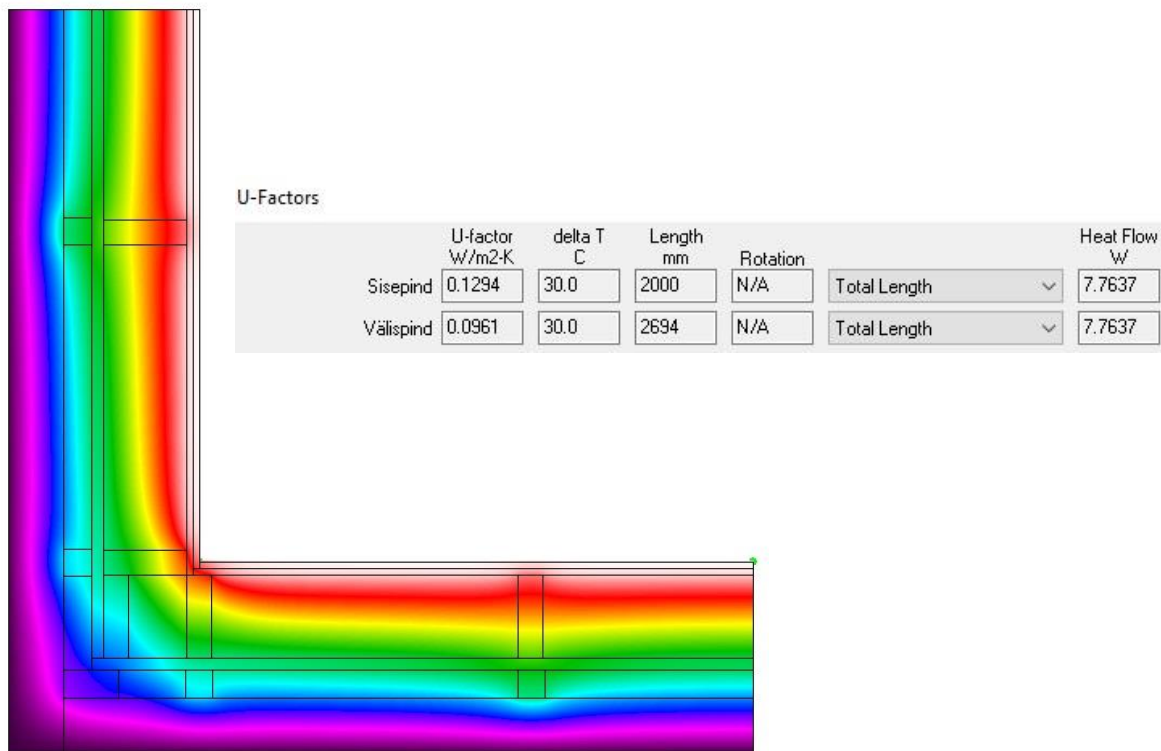 U-Factors
U-factor delta T Length Heat Flow
W/m2-K C mm Rotation W
Sisepind 0.1294 30.0 2000 N/A Total Length 7.7637
Välispind 0.0961 30.0 2694 N/A Total Length 7.7637